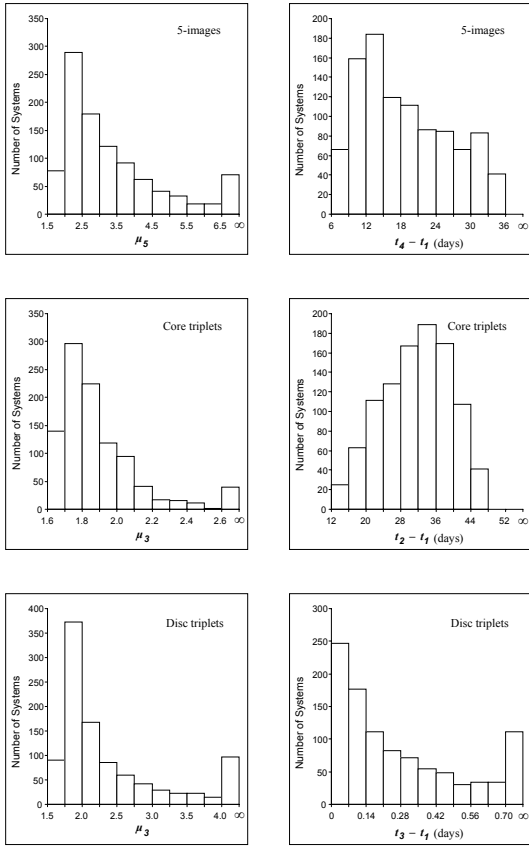 5-images
Number of Systems
350
300
250
200
150
100
50
0
1.5 2.5 3.5 4.5 5.5 6.5 ∞
μ5
5-images
Number of Systems
200
180
160
140
120
100
80
60
40
20
0
6 12 18 24 30 36 ∞
t4 – t1 (days)
Core triplets
Number of Systems
350
300
250
200
150
100
50
0
1.6 1.8 2.0 2.2 2.4 2.6 ∞
μ3
Core triplets
Number of Systems
200
180
160
140
120
100
80
60
40
20
0
12 20 28 36 44 52 ∞
t2 – t1 (days)
Disc triplets
Number of Systems
400
350
300
250
200
150
100
50
0
1.5 2.0 2.5 3.0 3.5 4.0 ∞
μ3
Disc triplets
Number of Systems
300
250
200
150
100
50
0
0 0.14 0.28 0.42 0.56 0.70 ∞
t3 – t1 (days)